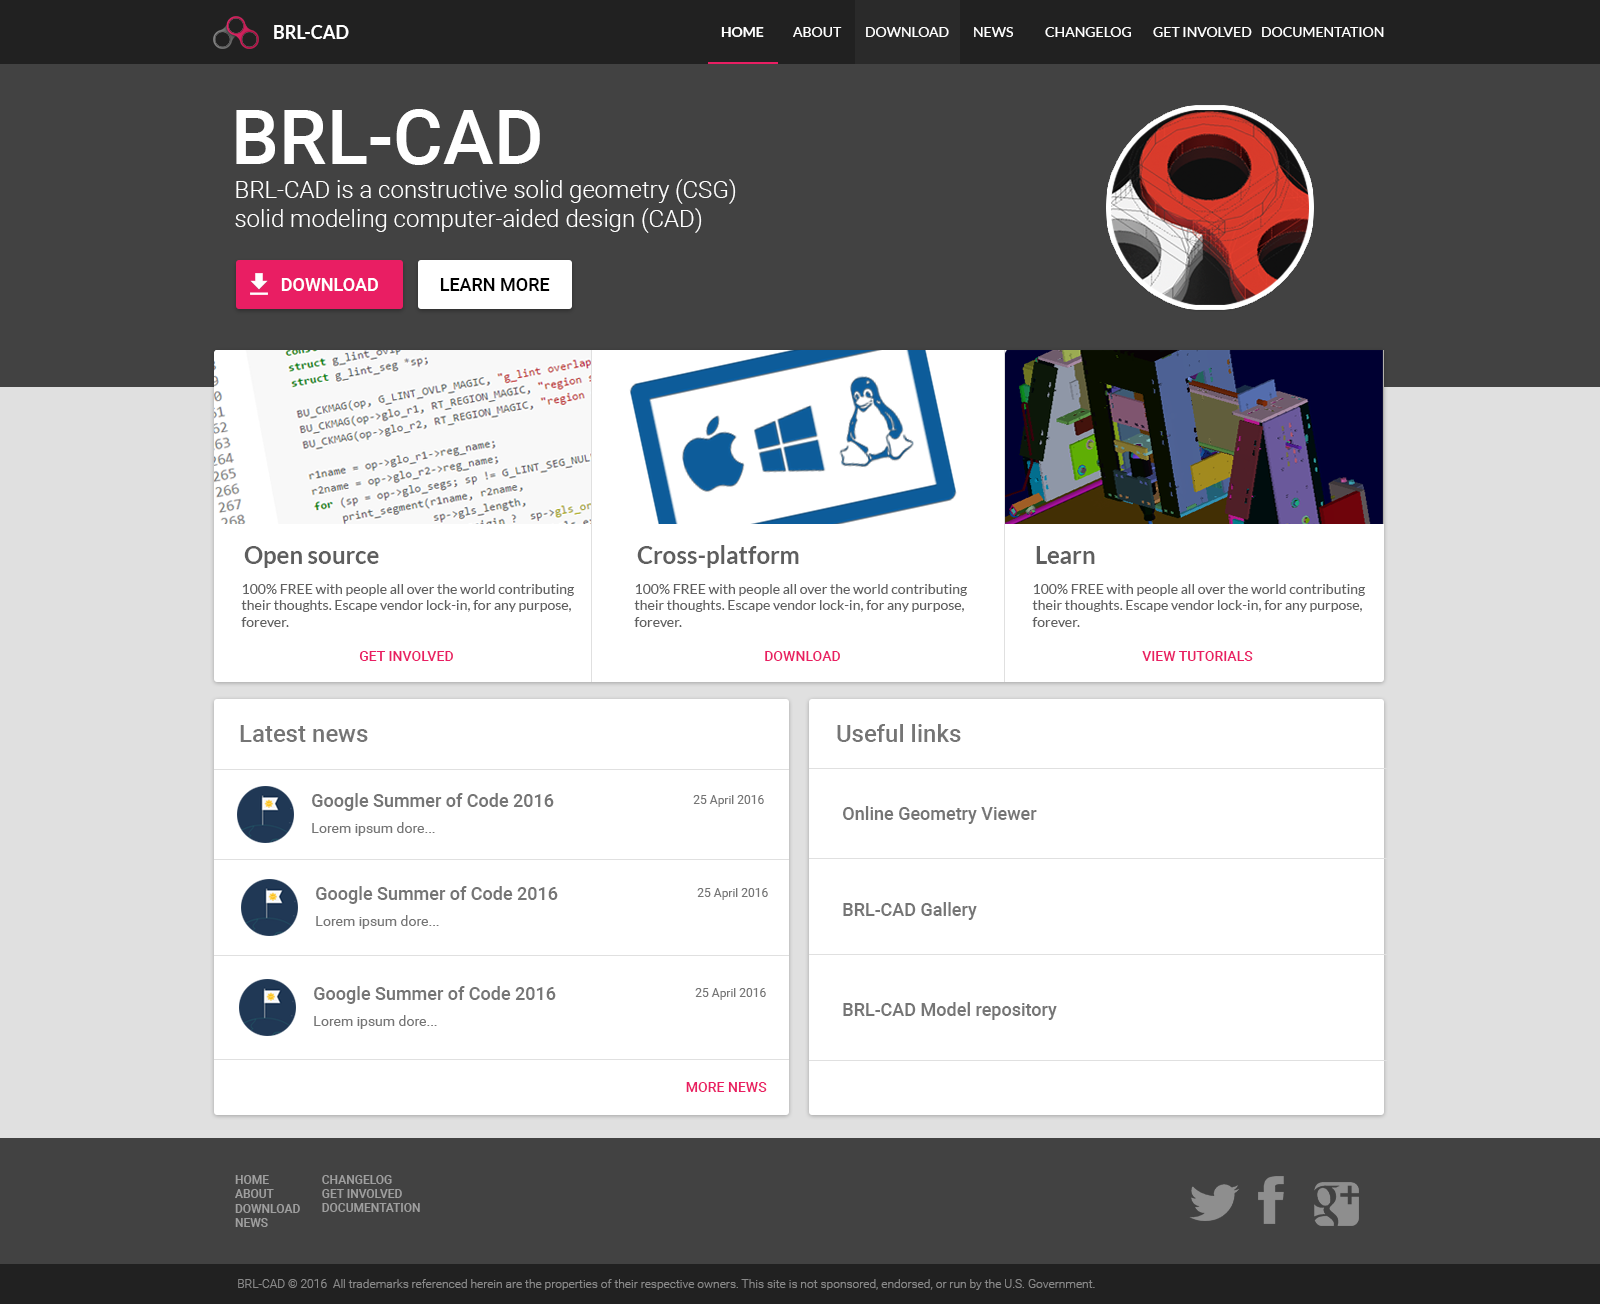 BRL-CAD
HOME ABOUT DOWNLOAD NEWS CHANGELOG GET INVOLVED DOCUMENTATION
BRL-CAD
BRL-CAD is a constructive solid geometry (CSG)
solid modeling computer-aided design (CAD)
DOWNLOAD
LEARN MORE
struct g_lint_ovlp
struct g_lint_seg *sp;
BU_CKMAG(op, G_LINT_OVLP_MAGIC, "g_lint overlap
BU_CKMAG(op->glo_r1, RT_REGION_MAGIC, "region
BU_CKMAG(op->glo_r2, RT_REGION_MAGIC, "region
r1name = op->glo_r1->reg_name;
r2name = op->glo_r2->reg_name;
for (sp = op->glo_segs; sp != G_LINT_SEG_NULL
print_segment(r1name, r2name,
sp->gls_length,
262
263
264
265
266
267
268
Open source
100% FREE with people all over the world contributing
their thoughts. Escape vendor lock-in, for any purpose,
forever.
GET INVOLVED
Cross-platform
100% FREE with people all over the world contributing
their thoughts. Escape vendor lock-in, for any purpose,
forever.
DOWNLOAD
Learn
100% FREE with people all over the world contributing
their thoughts. Escape vendor lock-in, for any purpose,
forever.
VIEW TUTORIALS
Latest news
Google Summer of Code 2016
25 April 2016
Lorem ipsum dore...
Google Summer of Code 2016
25 April 2016
Lorem ipsum dore...
Google Summer of Code 2016
25 April 2016
Lorem ipsum dore...
MORE NEWS
Useful links
Online Geometry Viewer
BRL-CAD Gallery
BRL-CAD Model repository
HOME
ABOUT
DOWNLOAD
NEWS
CHANGELOG
GET INVOLVED
DOCUMENTATION
BRL-CAD © 2016 All trademarks referenced herein are the properties of their respective owners. This site is not sponsored, endorsed, or run by the U.S. Government.